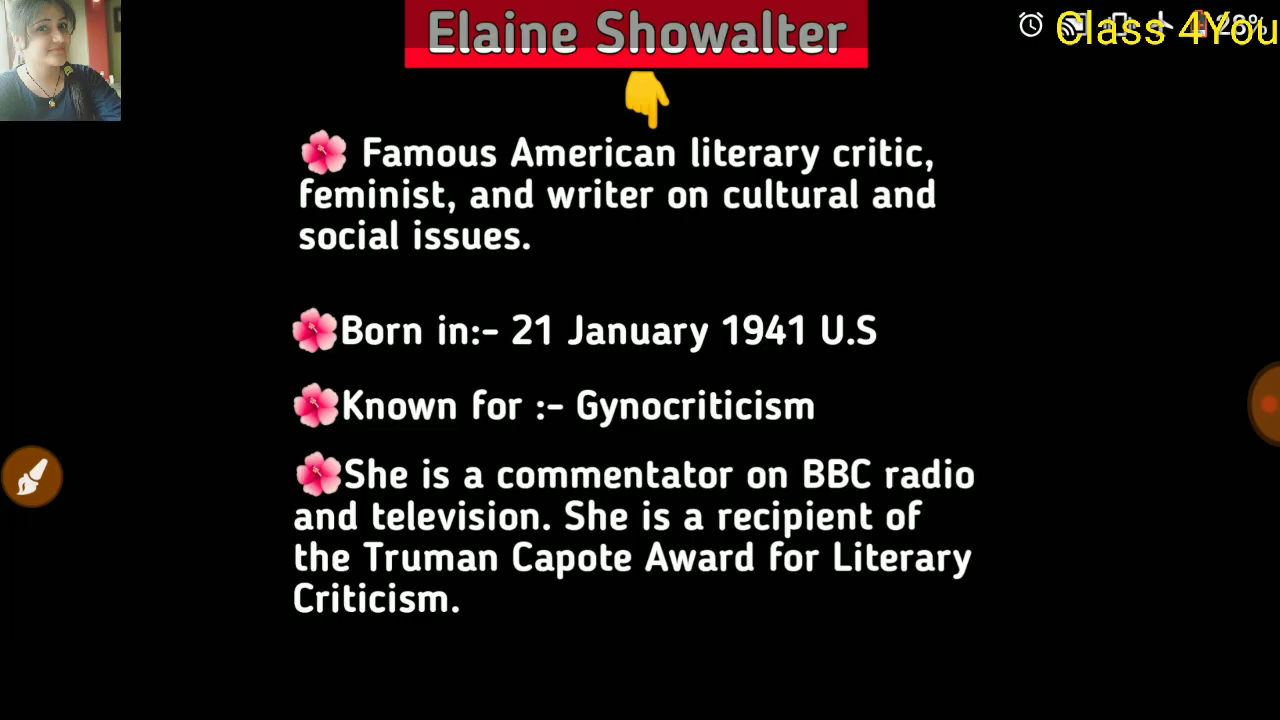 Elaine Showalter
Class 4You
28%
Famous American literary critic,
feminist, and writer on cultural and
social issues.
Born in:- 21 January 1941 U.S
Known for :- Gynocriticism
She is a commentator on BBC radio
and television. She is a recipient of
the Truman Capote Award for Literary
Criticism.